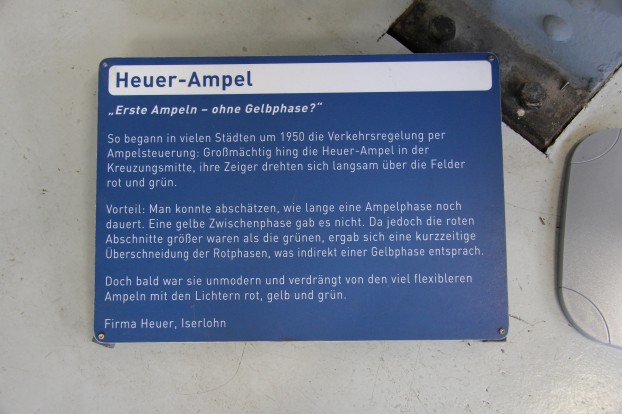 Heuer-Ampel
„Erste Ampeln – ohne Gelbphase?"
So begann in vielen Städten um 1950 die Verkehrsregelung per
Ampelsteuerung: Großmächtig hing die Heuer-Ampel in der
Kreuzungsmitte, ihre Zeiger drehten sich langsam über die Felder
rot und grün.
Vorteil: Man konnte abschätzen, wie lange eine Ampelphase noch
dauert. Eine gelbe Zwischenphase gab es nicht. Da jedoch die roten
Abschnitte größer waren als die grünen, ergab sich eine kurzzeitige
Überschneidung der Rotphasen, was indirekt einer Gelbphase entsprach.
Doch bald war sie unmodern und verdrängt von den viel flexibleren
Ampeln mit den Lichtern rot, gelb und grün.
Firma Heuer, Iserlohn